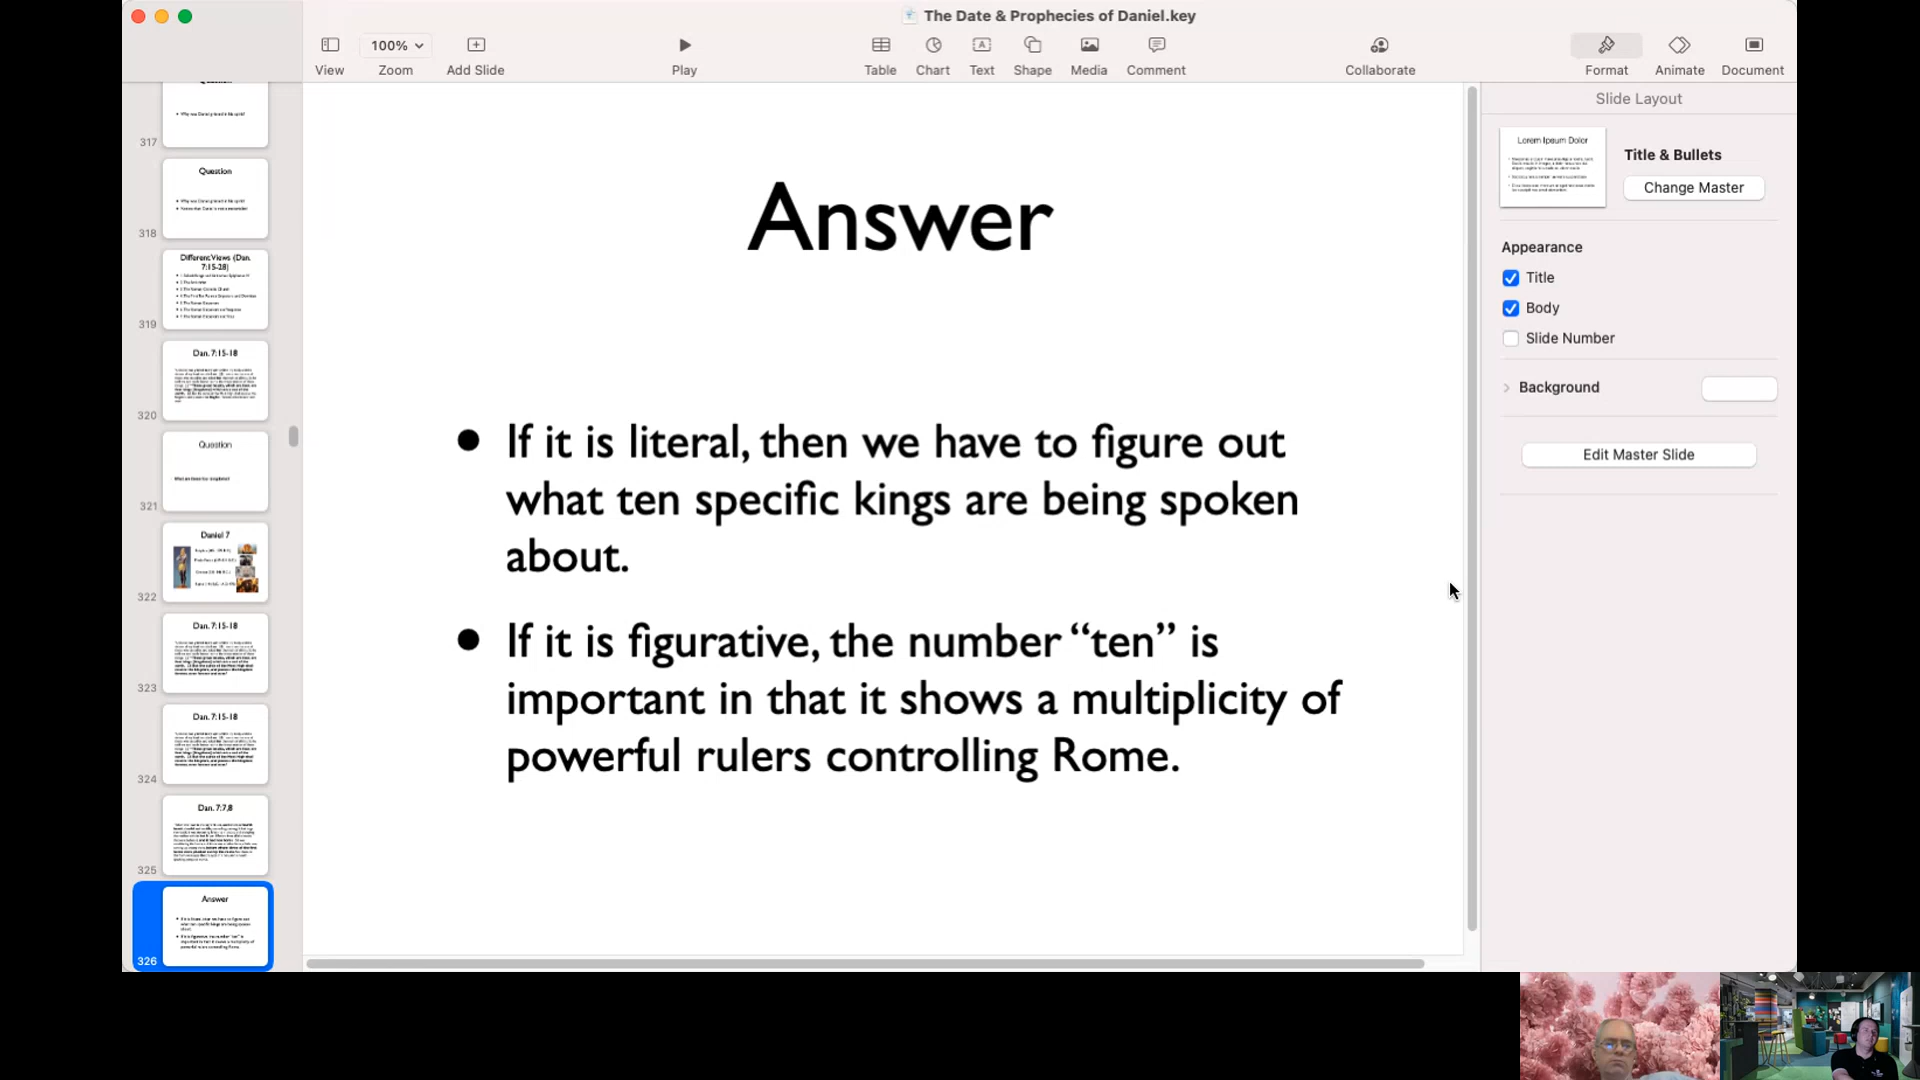 The Date & Prophecies of Daniel.key
100%
View
Zoom
Add Slide
Play
Table
Chart
Text
Shape
Media
Comment
Collaborate
Format
Animate
Document
317
Question
318
Different Views (Dan.
7:15-28)
319
Dan. 7:15-18
320
Question
321
Daniel 7
322
Dan. 7:15-18
323
Dan. 7:15-18
324
Dan. 7:7,8
325
Answer
326
Answer
• If it is literal, then we have to figure out
what ten specific kings are being spoken
about.
• If it is figurative, the number “ten” is
important in that it shows a multiplicity of
powerful rulers controlling Rome.
Slide Layout
Lorem Ipsum Dolor
Title & Bullets
Change Master
Appearance
Title
Body
Slide Number
Background
Edit Master Slide